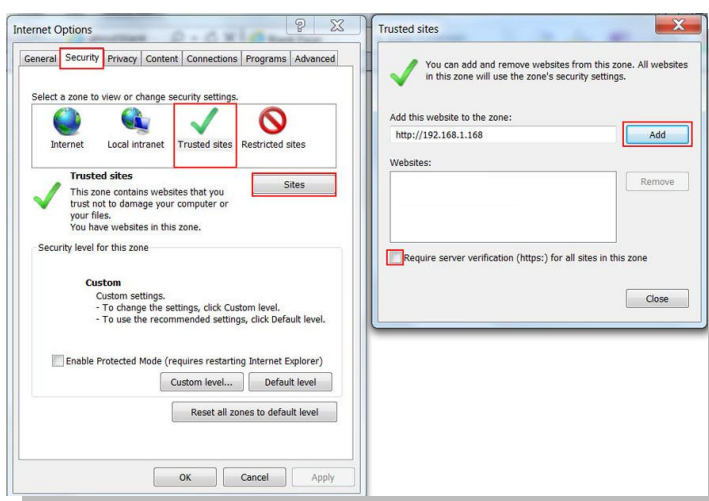 Internet Options
General Security Privacy Content Connections Programs Advanced
Select a zone to view or change security settings.
Internet Local intranet Trusted sites Restricted sites
Trusted sites
Sites
This zone contains websites that you
trust not to damage your computer or
your files.
You have websites in this zone.
Security level for this zone
Custom
Custom settings.
- To change the settings, click Custom level.
- To use the recommended settings, click Default level.
Enable Protected Mode (requires restarting Internet Explorer)
Custom level... Default level
Reset all zones to default level
OK Cancel Apply
Trusted sites
You can add and remove websites from this zone. All websites
in this zone will use the zone's security settings.
Add this website to the zone:
http://192.168.1.168 Add
Websites:
Remove
Require server verification (https:) for all sites in this zone
Close